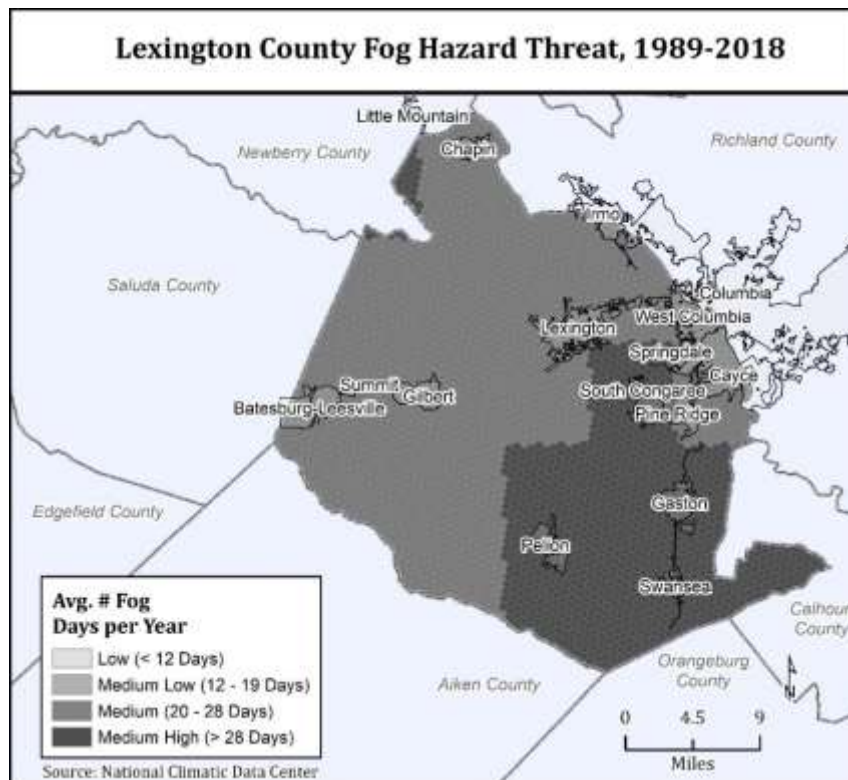 Lexington County Fog Hazard Threat, 1989-2018
Little Mountain
Newberry County
Chapin
Richland County
Irmo
Saluda County
Columbia
West Columbia
Lexington
Springdale
Cayce
Summit
South Congaree
Gilbert
Batesburg-Leesville
Pine Ridge
Gaston
Edgefield County
Pelion
Swansea
Avg. # Fog
Days per Year
Low (< 12 Days)
Medium Low (12 - 19 Days)
Medium (20 - 28 Days)
Medium High (> 28 Days)
Calhoun
County
Orangeburg
County
Aiken County
N
0 4.5 9
Miles
Source: National Climatic Data Center